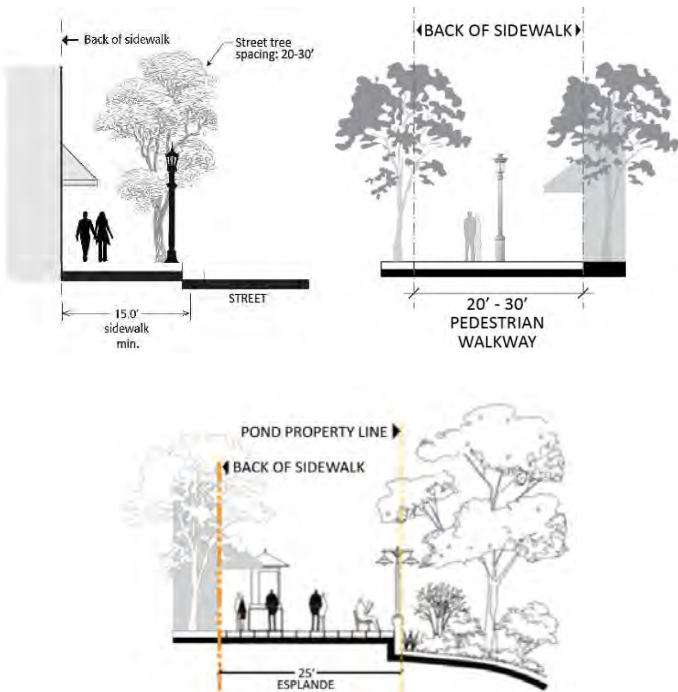 Back of sidewalk
Street tree
spacing: 20-30'
STREET
15.0'
sidewalk
min.
BACK OF SIDEWALK
20' - 30'
PEDESTRIAN
WALKWAY
POND PROPERTY LINE
BACK OF SIDEWALK
25'
ESPLANDE